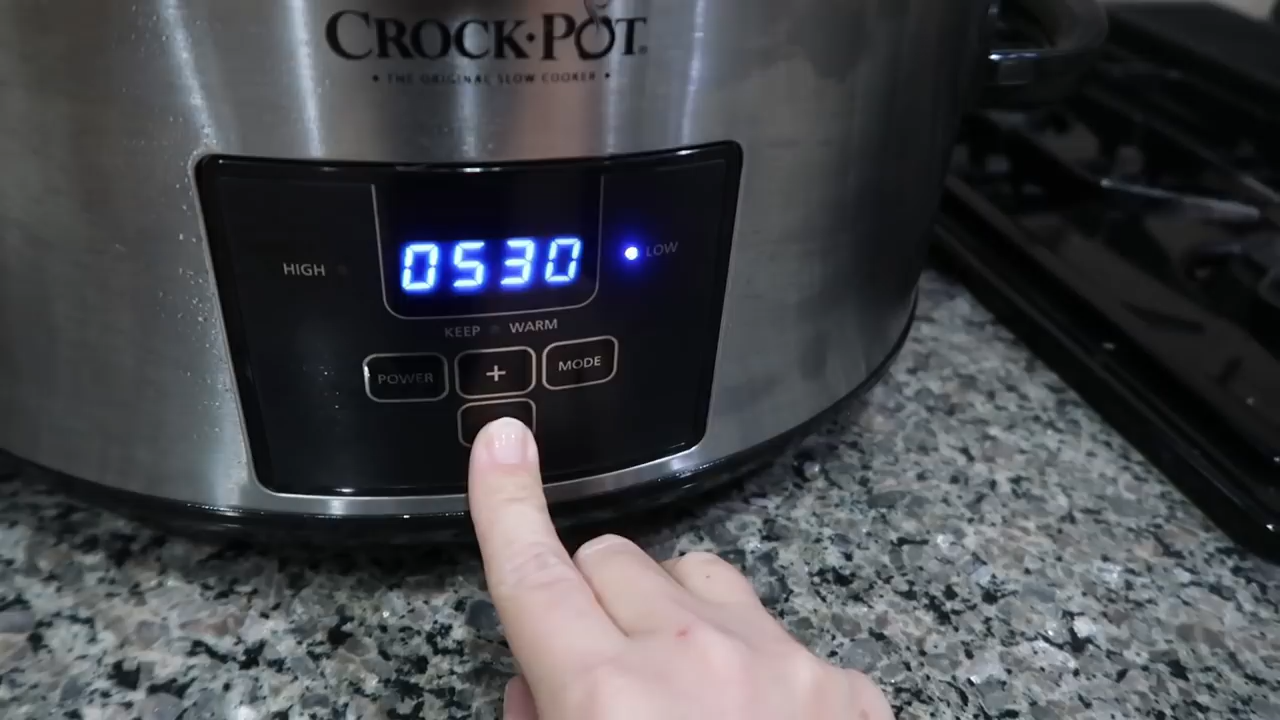 CROCK·POT®
• THE ORIGINAL SLOW COOKER •
HIGH
0530
LOW
KEEP WARM
POWER
+
MODE